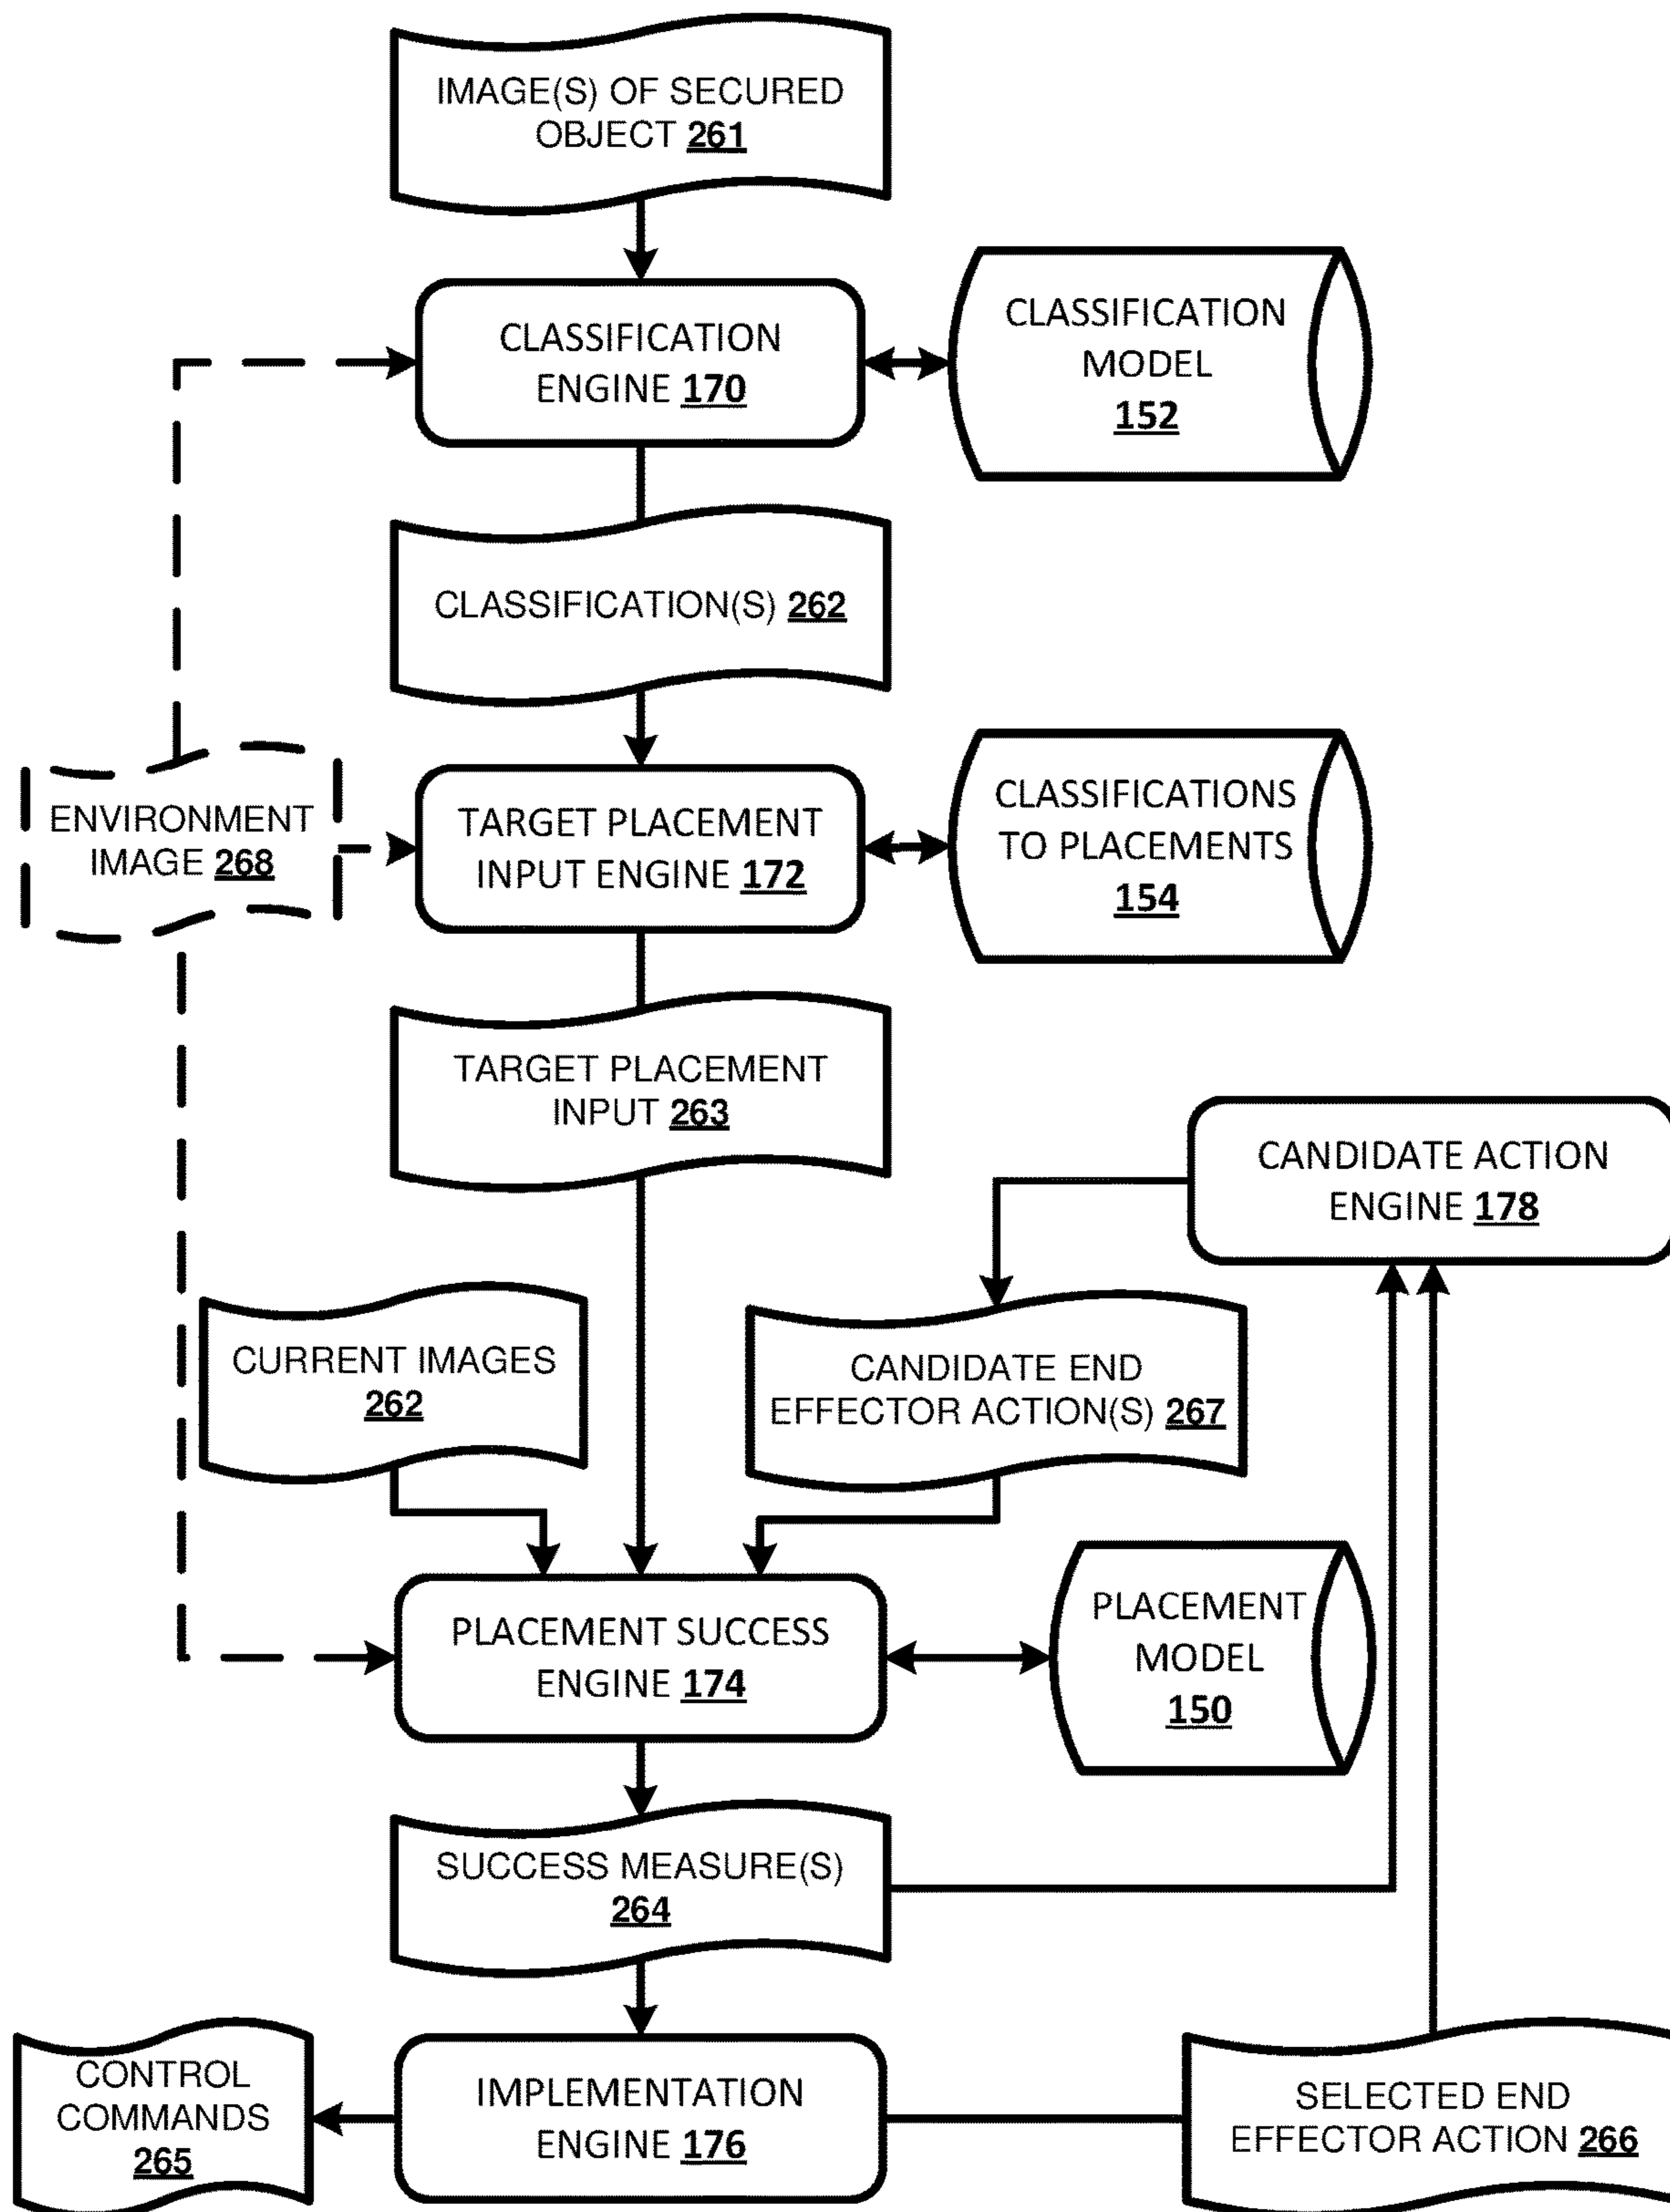 IMAGE(S) OF SECURED
OBJECT 261
CLASSIFICATION
ENGINE 170
CLASSIFICATION
MODEL
152
CLASSIFICATION(S) 262
ENVIRONMENT
IMAGE 268
TARGET PLACEMENT
INPUT ENGINE 172
CLASSIFICATIONS
TO PLACEMENTS
154
TARGET PLACEMENT
INPUT 263
CANDIDATE ACTION
ENGINE 178
CURRENT IMAGES
262
CANDIDATE END
EFFECTOR ACTION(S) 267
PLACEMENT SUCCESS
ENGINE 174
PLACEMENT
MODEL
150
SUCCESS MEASURE(S)
264
CONTROL
COMMANDS
265
IMPLEMENTATION
ENGINE 176
SELECTED END
EFFECTOR ACTION 266